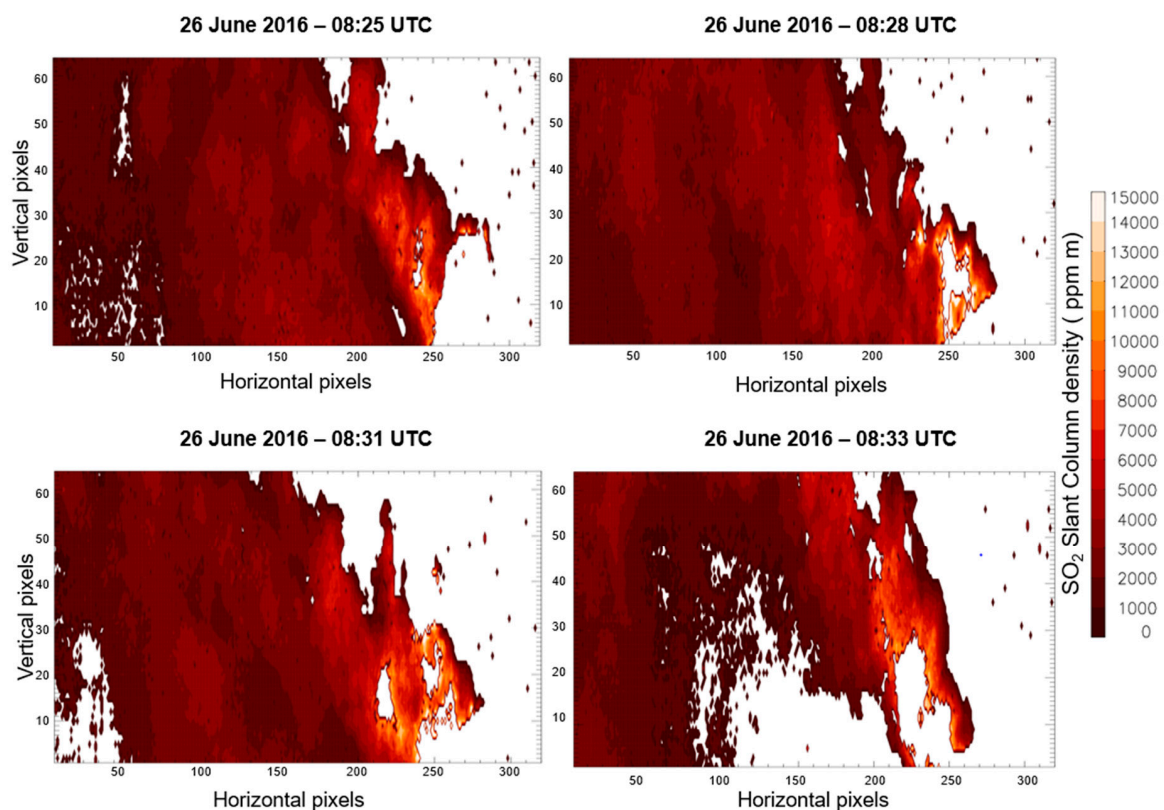 26 June 2016 – 08:25 UTC
26 June 2016 – 08:28 UTC
Vertical pixels
60
50
40
30
20
10
50 100 150 200 250 300
Horizontal pixels
60
50
40
30
20
10
50 100 150 200 250 300
Horizontal pixels
26 June 2016 – 08:31 UTC
26 June 2016 – 08:33 UTC
Vertical pixels
60
50
40
30
20
10
50 100 150 200 250 300
Horizontal pixels
60
50
40
30
20
10
50 100 150 200 250 300
Horizontal pixels
SO₂ Slant Column density ( ppm m)
15000
14000
13000
12000
11000
10000
9000
8000
7000
6000
5000
4000
3000
2000
1000
0